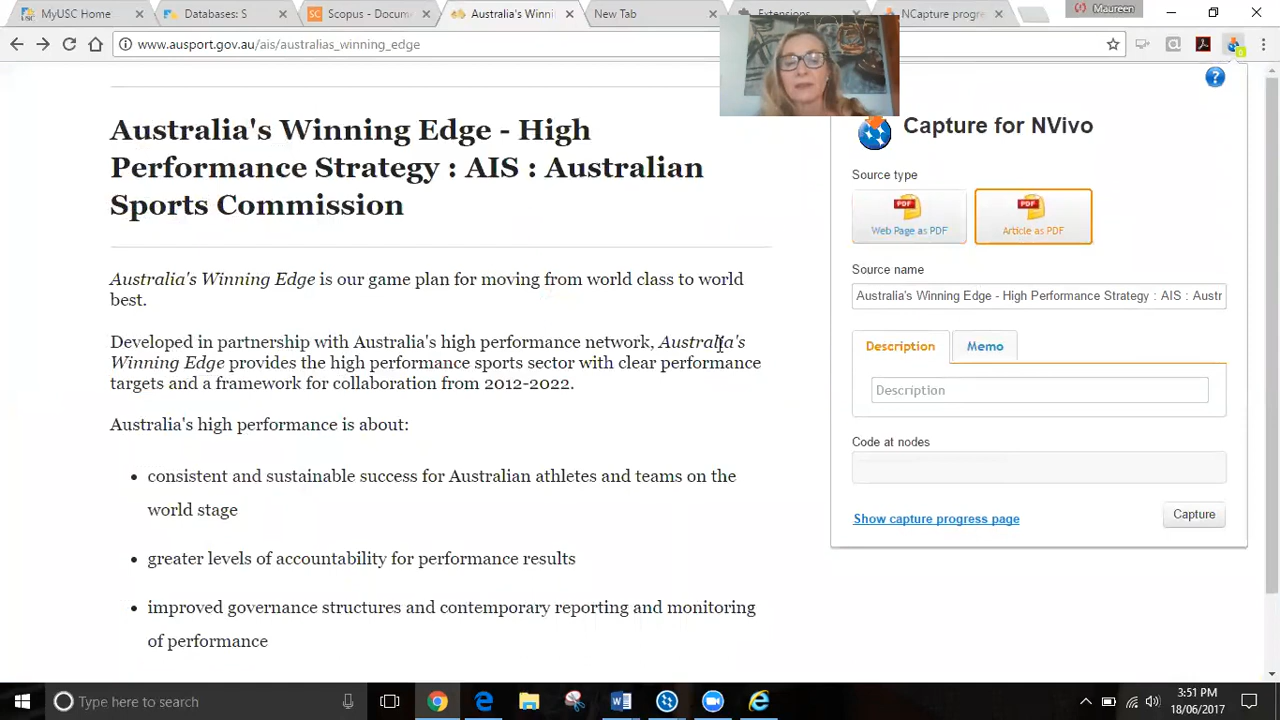 MyUSC Home
Databases: S
Scopus - Docum
Australia's Winni
New Tab
NCapture progre
Maureen
www.ausport.gov.au/ais/australias_winning_edge
Australia's Winning Edge - High
Performance Strategy : AIS : Australian
Sports Commission
Australia's Winning Edge is our game plan for moving from world class to world
best.
Developed in partnership with Australia's high performance network, Australia's
Winning Edge provides the high performance sports sector with clear performance
targets and a framework for collaboration from 2012-2022.
Australia's high performance is about:
• consistent and sustainable success for Australian athletes and teams on the
world stage
• greater levels of accountability for performance results
• improved governance structures and contemporary reporting and monitoring
of performance
?
Capture for NVivo
Source type
PDF
Web Page as PDF
PDF
Article as PDF
Source name
Australia's Winning Edge - High Performance Strategy : AIS : Austr
Description
Memo
Description
Code at nodes
Show capture progress page
Capture
Type here to search
3:51 PM
18/06/2017